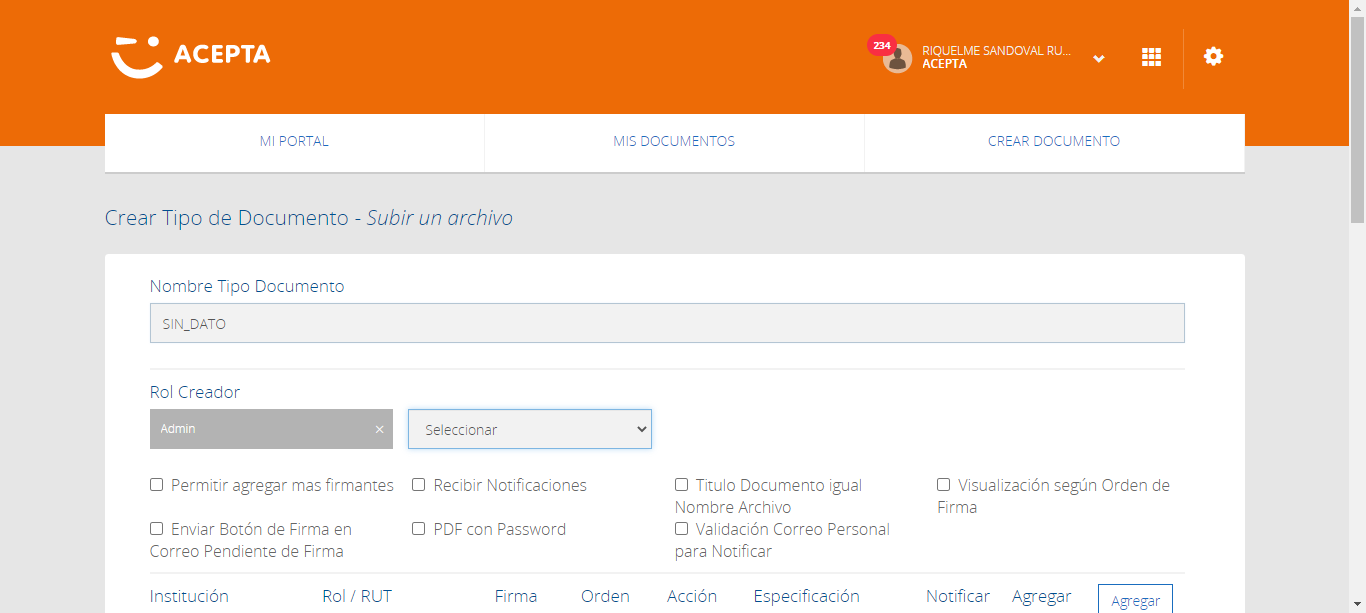 ACEPTA
234
RIQUELME SANDOVAL RU...
ACEPTA
MI PORTAL
MIS DOCUMENTOS
CREAR DOCUMENTO
Crear Tipo de Documento - Subir un archivo
Nombre Tipo Documento
SIN_DATO
Rol Creador
Admin ×
Seleccionar
Permitir agregar mas firmantes
Recibir Notificaciones
Titulo Documento igual
Nombre Archivo
Visualización según Orden de
Firma
Enviar Botón de Firma en
Correo Pendiente de Firma
PDF con Password
Validación Correo Personal
para Notificar
Institución Rol / RUT Firma Orden Acción Especificación Notificar Agregar Agregar